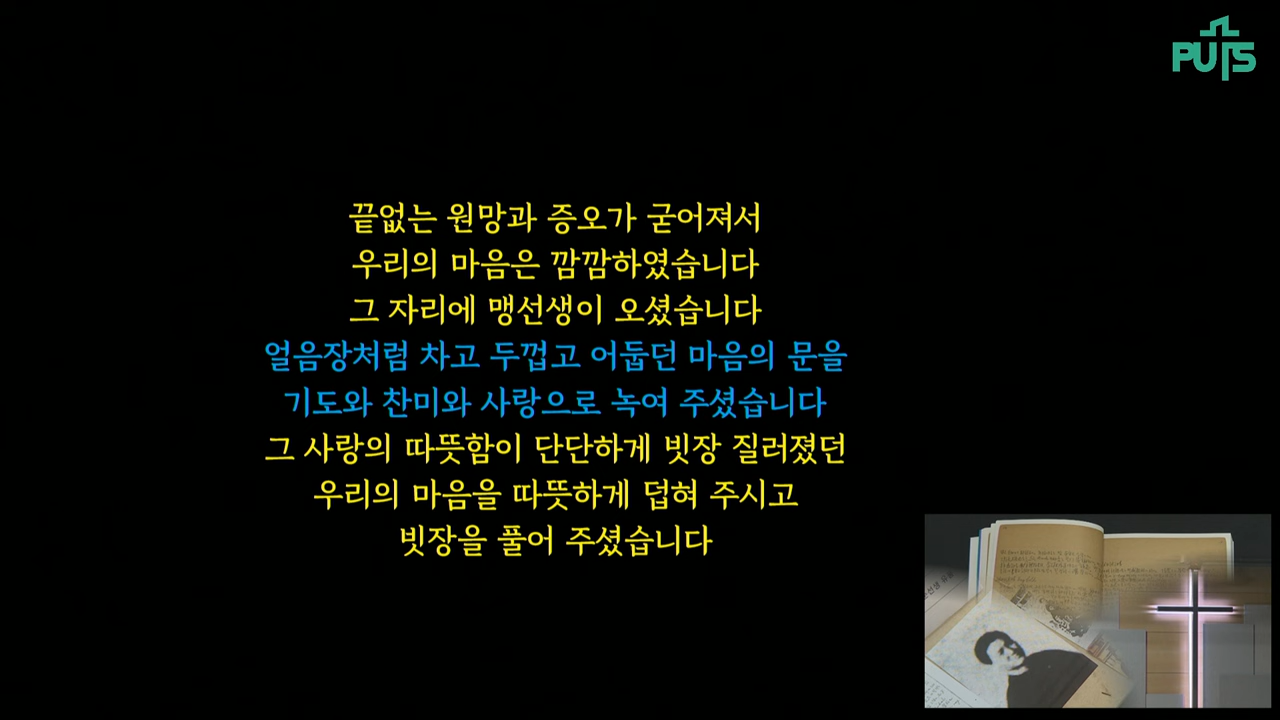 PUTS
끝없는 원망과 증오가 굳어져서
우리의 마음은 깜깜하였습니다
그 자리에 맹선생이 오셨습니다
얼음장처럼 차고 두껍고 어둡던 마음의 문을
기도와 찬미와 사랑으로 녹여 주셨습니다
그 사랑의 따뜻함이 단단하게 빗장 질러졌던
우리의 마음을 따뜻하게 덥혀 주시고
빗장을 풀어 주셨습니다